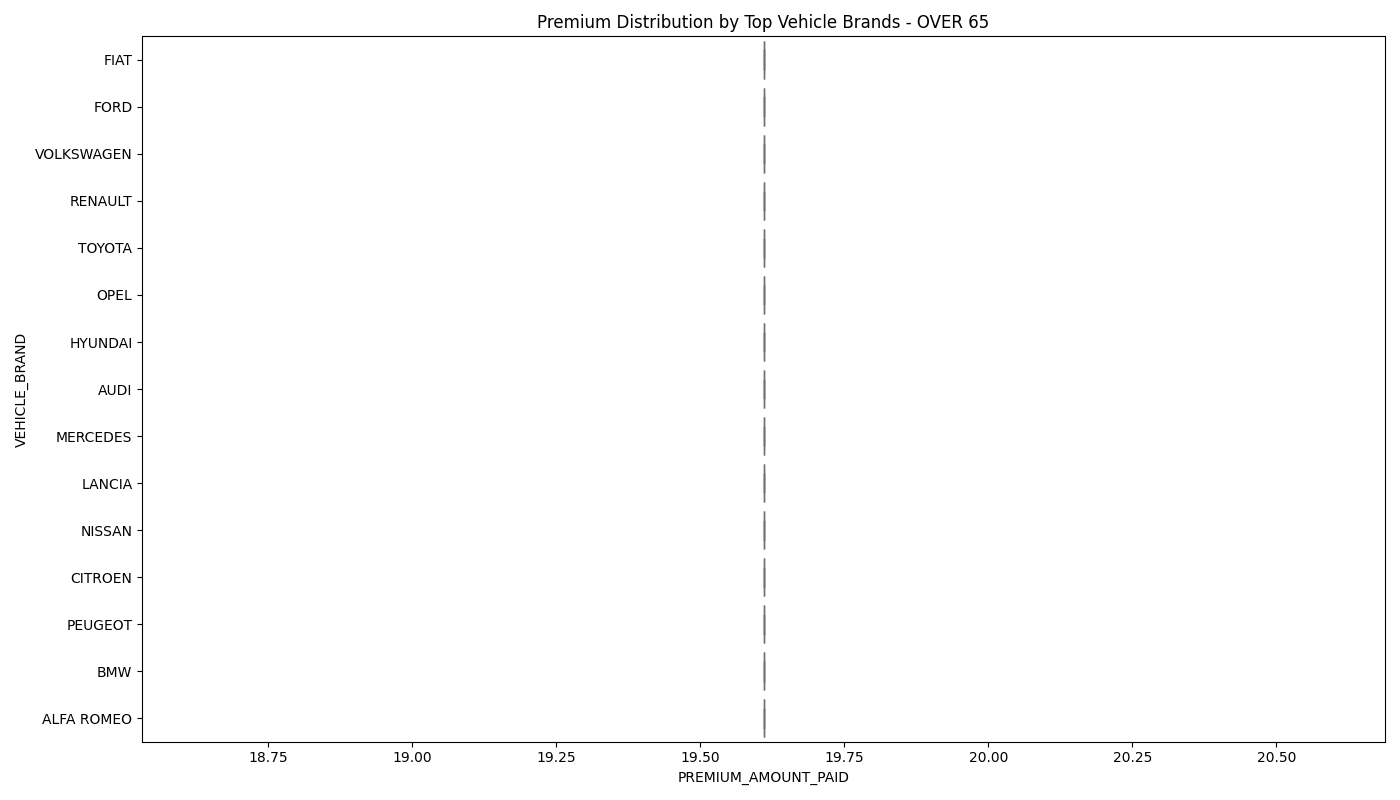 Premium Distribution by Top Vehicle Brands - OVER 65
VEHICLE_BRAND
FIAT
FORD
VOLKSWAGEN
RENAULT
TOYOTA
OPEL
HYUNDAI
AUDI
MERCEDES
LANCIA
NISSAN
CITROEN
PEUGEOT
BMW
ALFA ROMEO
18.75 19.00 19.25 19.50 19.75 20.00 20.25 20.50
PREMIUM_AMOUNT_PAID